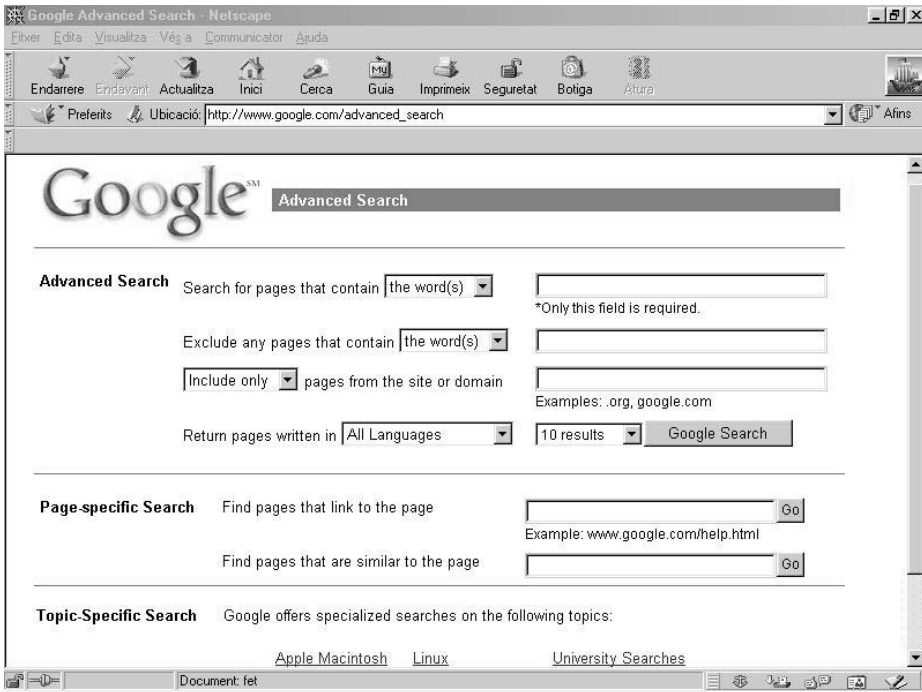 Google Advanced Search - Netscape
Fitxer Edita Visualitza Vés a Communicator Ajuda
My
Endarrere Endavant Actualitza Inici Cerca Guia Imprimeix Seguretat Botiga Atura
Preferits Ubicació: http://www.google.com/advanced_search Afins
Google SM Advanced Search
Advanced Search Search for pages that contain the word(s)
*Only this field is required.
Exclude any pages that contain the word(s)
Include only pages from the site or domain
Examples: .org, google.com
Return pages written in All Languages 10 results Google Search
Page-specific Search Find pages that link to the page Go
Example: www.google.com/help.html
Find pages that are similar to the page Go
Topic-Specific Search Google offers specialized searches on the following topics:
Apple Macintosh Linux University Searches
Document: fet